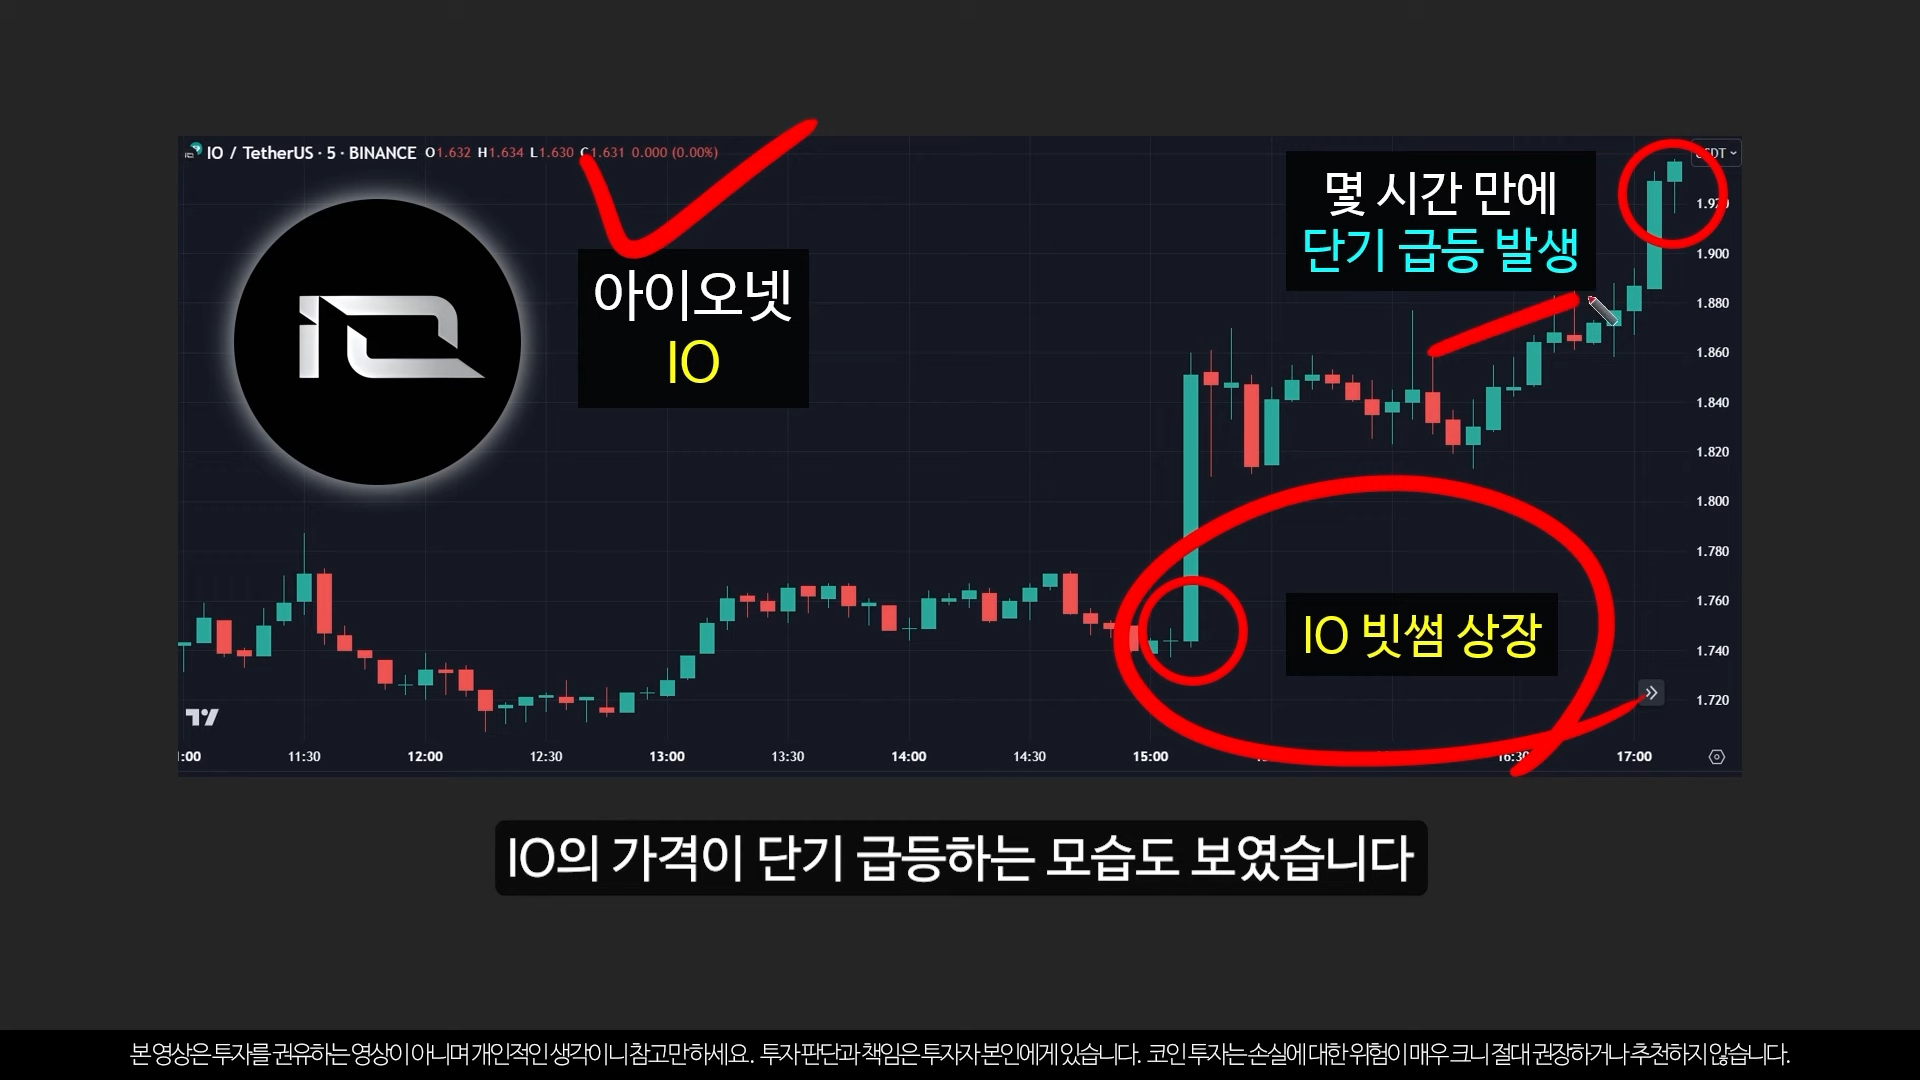 IO / TetherUS · 5 · BINANCE O1.632 H1.634 L1.630 C1.631 0.000 (0.00%)
아이오넷
IO
몇 시간 만에
단기 급등 발생
IO 빗썸 상장
1.900
1.880
1.860
1.840
1.820
1.800
1.780
1.760
1.740
1.720
11:30 12:00 12:30 13:00 13:30 14:00 14:30 15:00 16:30 17:00
IO의 가격이 단기 급등하는 모습도 보였습니다
본 영상은 투자를 권유하는 영상이 아니며 개인적인 생각이니 참고만 하세요. 투자 판단과 책임은 투자자 본인에게 있습니다. 코인 투자는 손실에 대한 위험이 매우 크니 절대 권장하거나 추천하지 않습니다.